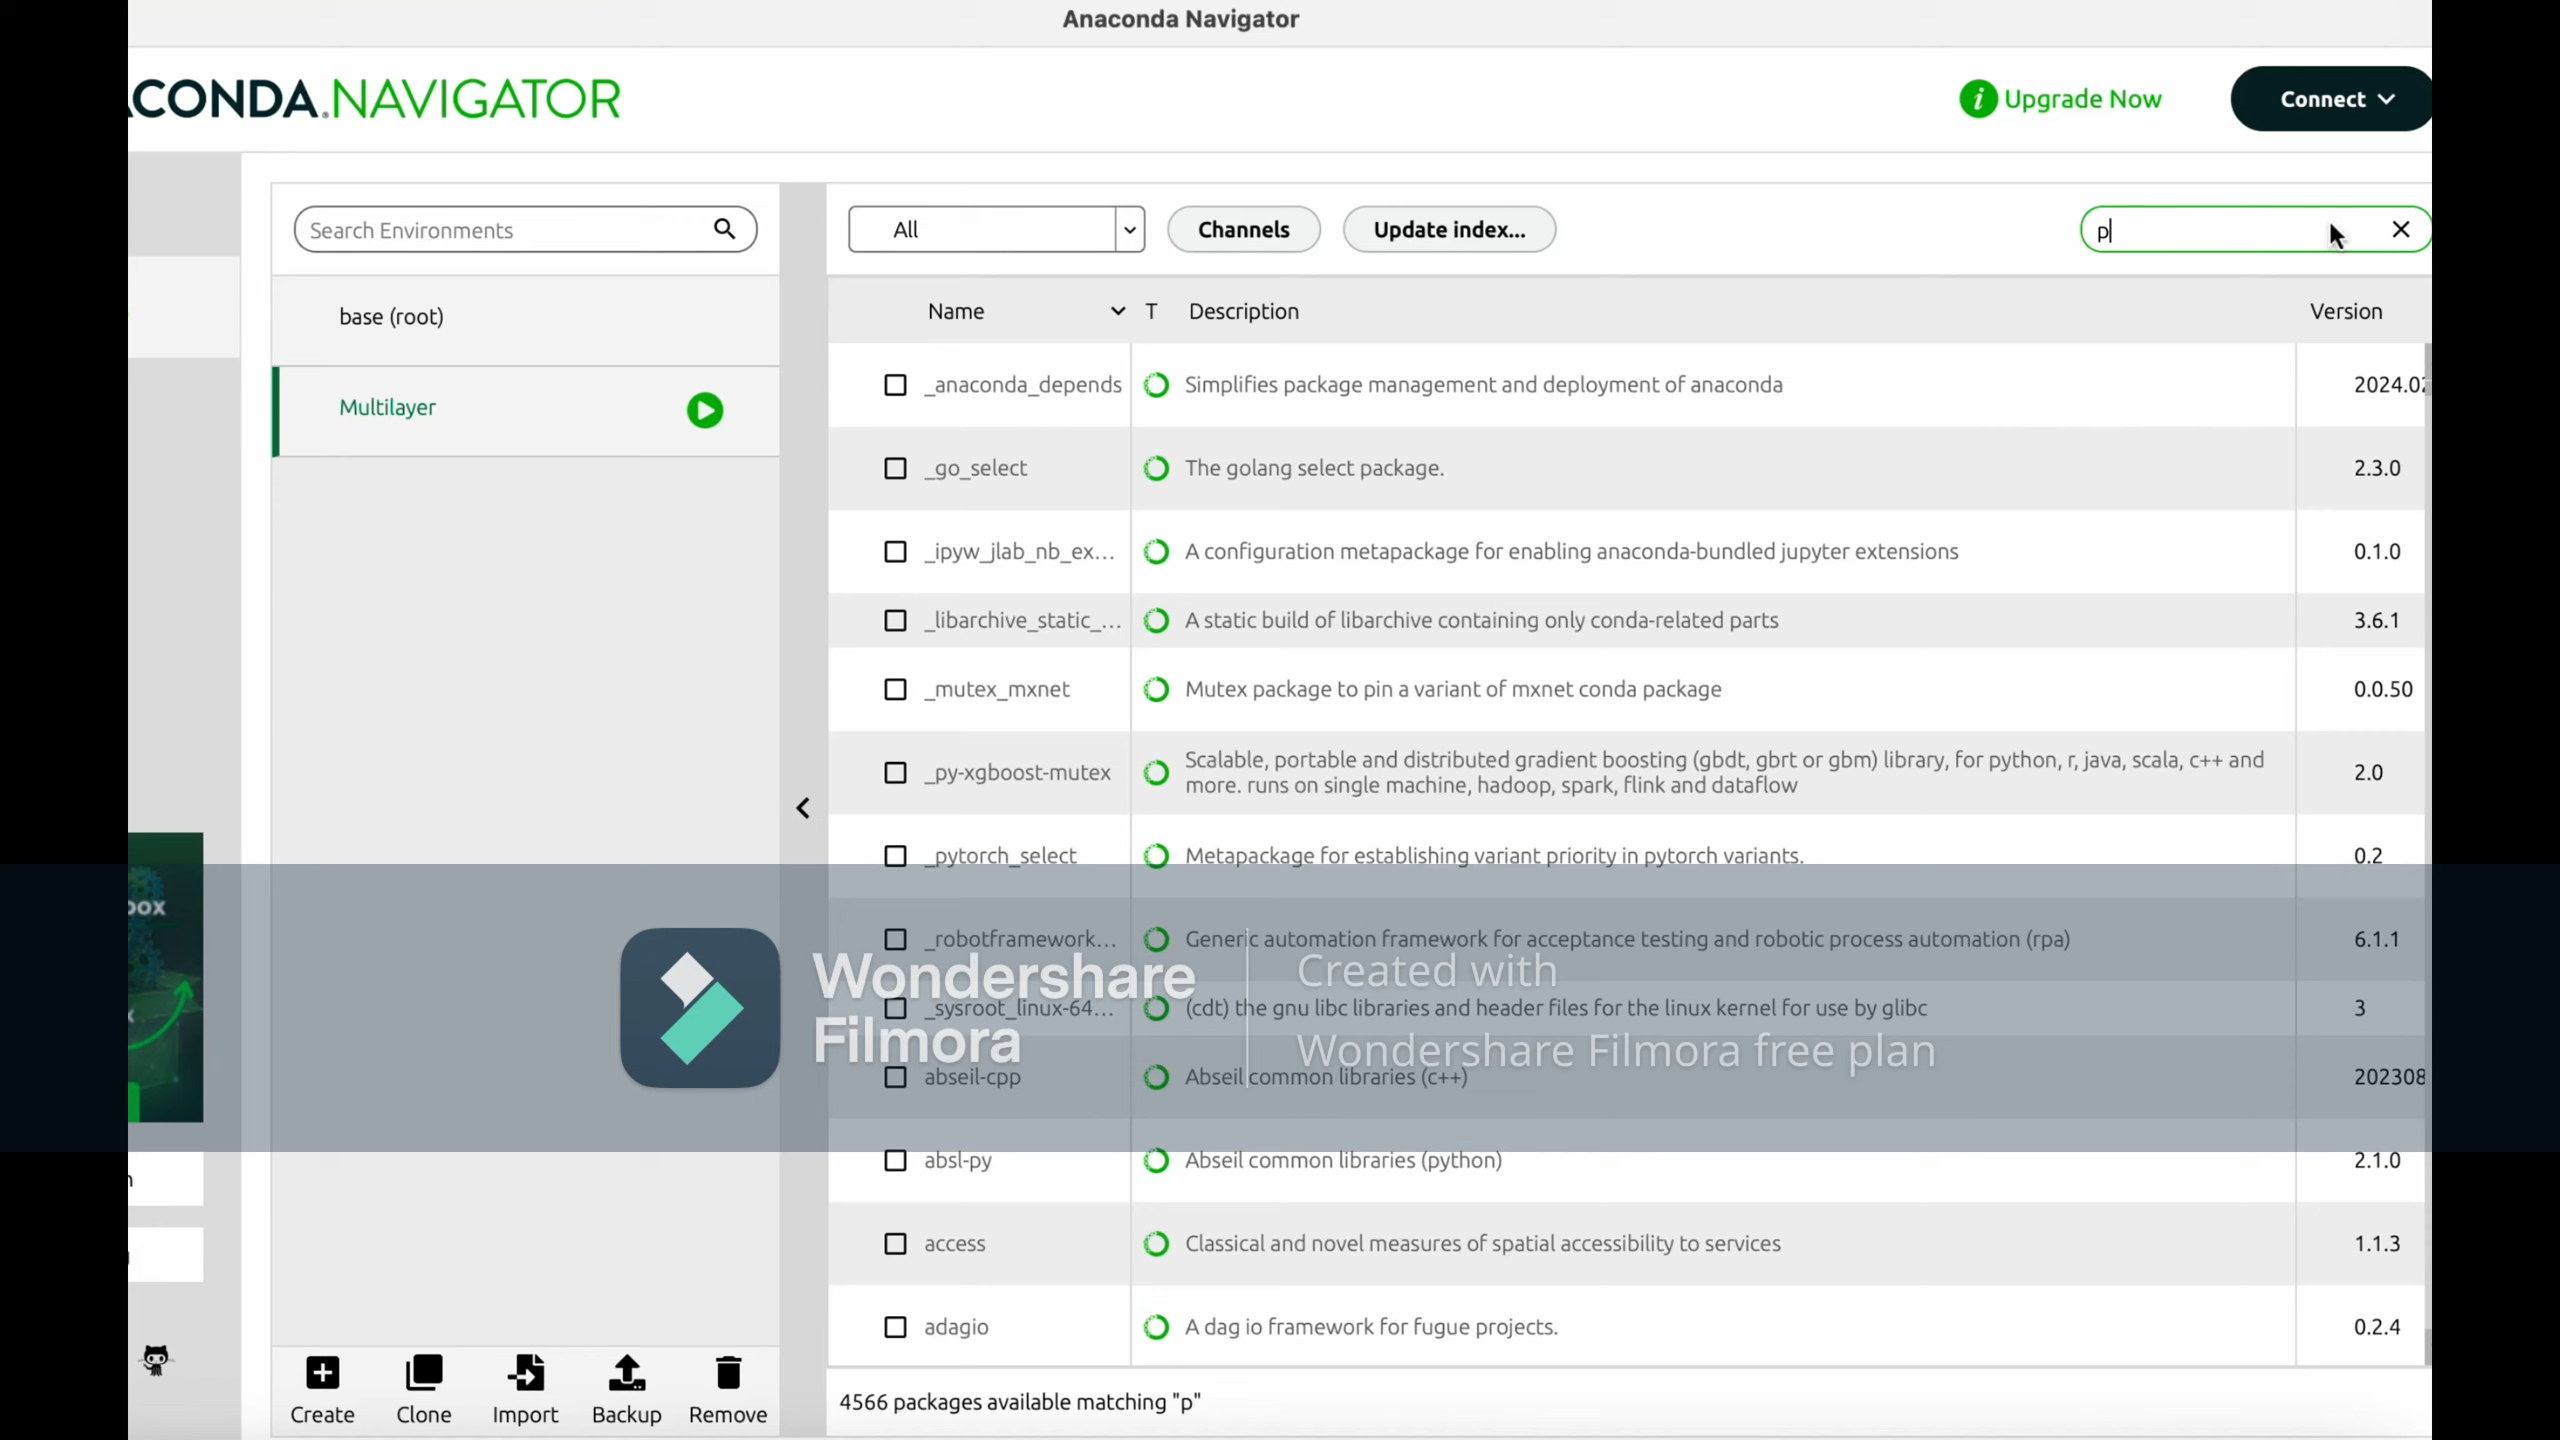 Anaconda Navigator
ACONDA.NAVIGATOR
i Upgrade Now
Connect
Search Environments
All
Channels
Update index...
p
base (root)
Multilayer
Name T Description Version
_anaconda_depends Simplifies package management and deployment of anaconda 2024.02
_go_select The golang select package. 2.3.0
_ipyw_jlab_nb_ex... A configuration metapackage for enabling anaconda-bundled jupyter extensions 0.1.0
_libarchive_static_... A static build of libarchive containing only conda-related parts 3.6.1
_mutex_mxnet Mutex package to pin a variant of mxnet conda package 0.0.50
_py-xgboost-mutex Scalable, portable and distributed gradient boosting (gbdt, gbrt or gbm) library, for python, r, java, scala, c++ and
more. runs on single machine, hadoop, spark, flink and dataflow 2.0
_pytorch_select Metapackage for establishing variant priority in pytorch variants. 0.2
_robotframework... Generic automation framework for acceptance testing and robotic process automation (rpa) 6.1.1
_sysroot_linux-64... (cdt) the gnu libc libraries and header files for the linux kernel for use by glibc 3
abseil-cpp Abseil common libraries (c++) 202308
absl-py Abseil common libraries (python) 2.1.0
access Classical and novel measures of spatial accessibility to services 1.1.3
adagio A dag io framework for fugue projects. 0.2.4
box
Wondershare
Filmora
Created with
Wondershare Filmora free plan
Create Clone Import Backup Remove
4566 packages available matching "p"